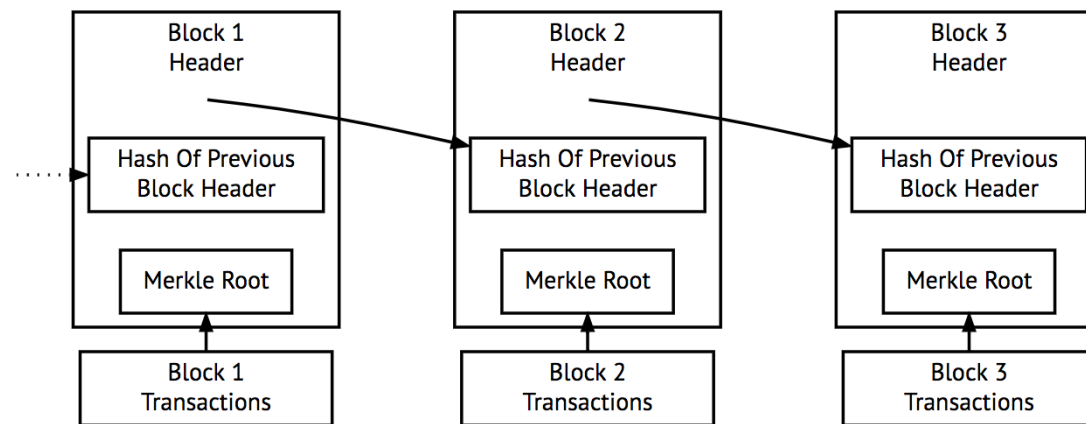 Block 1
Header
Hash Of Previous
Block Header
Merkle Root
Block 1
Transactions
Block 2
Header
Hash Of Previous
Block Header
Merkle Root
Block 2
Transactions
Block 3
Header
Hash Of Previous
Block Header
Merkle Root
Block 3
Transactions